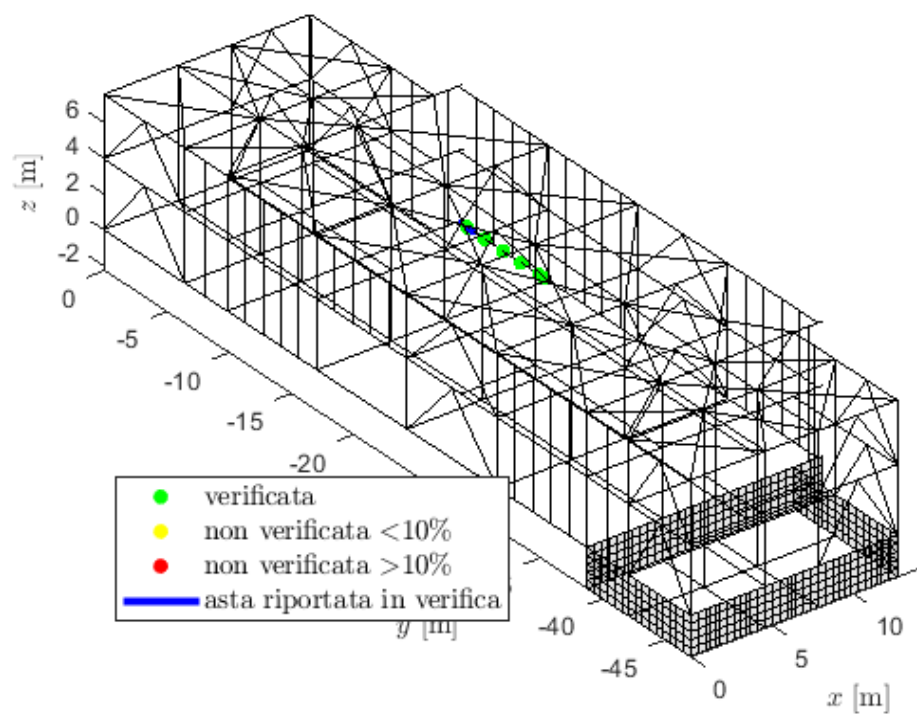 6
4
2
0
-2
z [m]
0
-5
-10
-15
-20
verificata
non verificata <10%
non verificata >10%
asta riportata in verifica
y [m]
-40
-45
0
5
10
x [m]